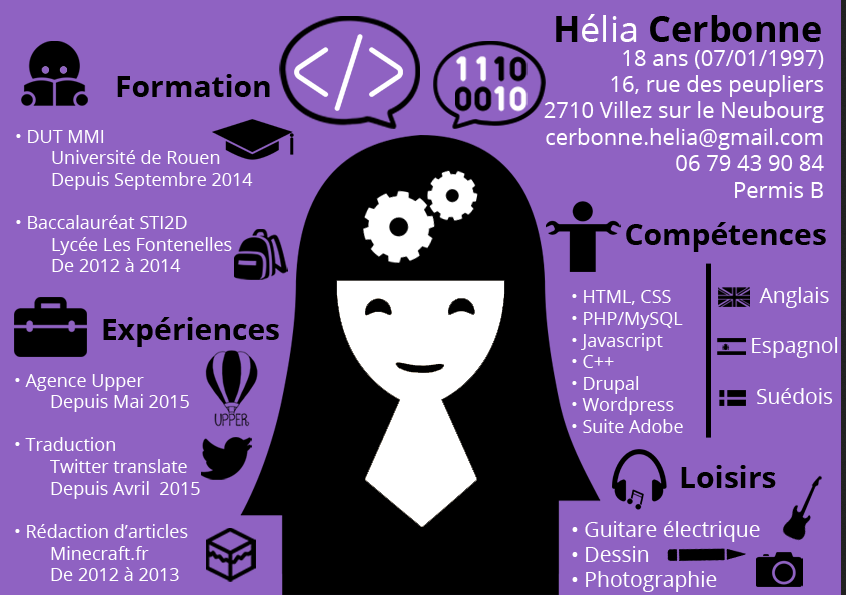 Hélia Cerbonne
18 ans (07/01/1997)
16, rue des peupliers
2710 Villez sur le Neubourg
cerbonne.helia@gmail.com
06 79 43 90 84
Permis B
</>
1110
0010
Formation
• DUT MMI
Université de Rouen
Depuis Septembre 2014
• Baccalauréat STI2D
Lycée Les Fontenelles
De 2012 à 2014
Expériences
• Agence Upper
Depuis Mai 2015
UPPER
• Traduction
Twitter translate
Depuis Avril 2015
• Rédaction d’articles
Minecraft.fr
De 2012 à 2013
Compétences
• HTML, CSS
• PHP/MySQL
• Javascript
• C++
• Drupal
• Wordpress
• Suite Adobe
Anglais
Espagnol
Suédois
Loisirs
• Guitare électrique
• Dessin
• Photographie